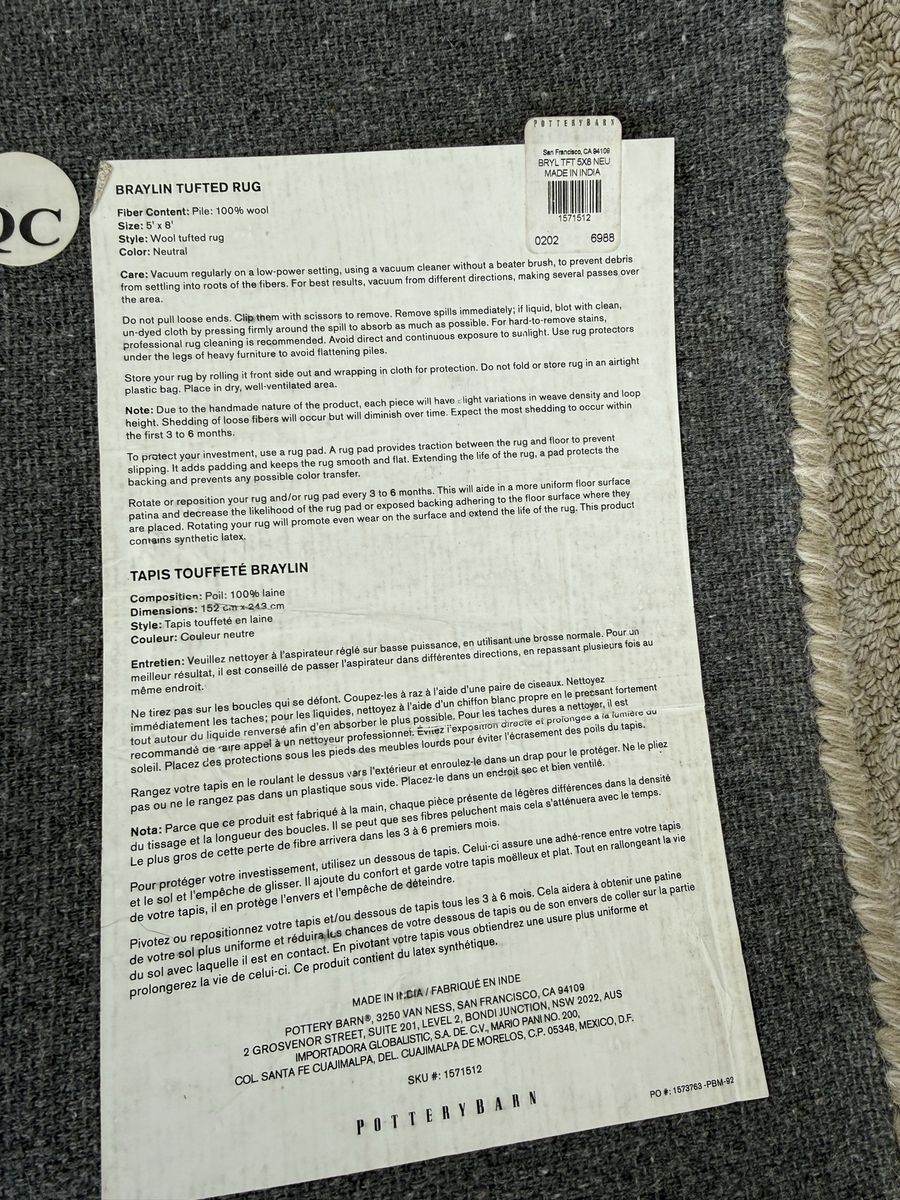 QC
POTTERYBARN
San Francisco, CA 94109
BRYL TFT 5X8 NEU
MADE IN INDIA
1571512
0202 6988
BRAYLIN TUFTED RUG
Fiber Content: Pile: 100% wool
Size: 5' x 8'
Style: Wool tufted rug
Color: Neutral
Care: Vacuum regularly on a low-power setting, using a vacuum cleaner without a beater brush, to prevent debris
from settling into roots of the fibers. For best results, vacuum from different directions, making several passes over
the area.
Do not pull loose ends. Clip them with scissors to remove. Remove spills immediately; if liquid, blot with clean,
un-dyed cloth by pressing firmly around the spill to absorb as much as possible. For hard-to-remove stains,
professional rug cleaning is recommended. Avoid direct and continuous exposure to sunlight. Use rug protectors
under the legs of heavy furniture to avoid flattening piles.
Store your rug by rolling it front side out and wrapping in cloth for protection. Do not fold or store rug in an airtight
plastic bag. Place in dry, well-ventilated area.
Note: Due to the handmade nature of the product, each piece will have slight variations in weave density and loop
height. Shedding of loose fibers will occur but will diminish over time. Expect the most shedding to occur within
the first 3 to 6 months.
To protect your investment, use a rug pad. A rug pad provides traction between the rug and floor to prevent
slipping. It adds padding and keeps the rug smooth and flat. Extending the life of the rug, a pad protects the
backing and prevents any possible color transfer.
Rotate or reposition your rug and/or rug pad every 3 to 6 months. This will aide in a more uniform floor surface
patina and decrease the likelihood of the rug pad or exposed backing adhering to the floor surface where they
are placed. Rotating your rug will promote even wear on the surface and extend the life of the rug. This product
contains synthetic latex.
TAPIS TOUFFETÉ BRAYLIN
Composition: Poil: 100% laine
Dimensions: 152 cm x 243 cm
Style: Tapis touffeté en laine
Couleur: Couleur neutre
Entretien: Veuillez nettoyer à l'aspirateur réglé sur basse puissance, en utilisant une brosse normale. Pour un
meilleur résultat, il est conseillé de passer l'aspirateur dans différentes directions, en repassant plusieurs fois au
même endroit.
Ne tirez pas sur les boucles qui se défont. Coupez-les à raz à l'aide d'une paire de ciseaux. Nettoyez
immédiatement les taches; pour les liquides, nettoyez à l'aide d'un chiffon blanc propre en le pressant fortement
tout autour du liquide renversé afin d'en absorber le plus possible. Pour les taches dures a nettoyer, il est
recommandé de faire appel à un nettoyeur professionnel. Évitez l'exposition directe et prolongée à la lumière du
soleil. Placez des protections sous les pieds des meubles lourds pour éviter l'écrasement des poils du tapis.
Rangez votre tapis en le roulant le dessus vers l'extérieur et enroulez-le dans un drap pour le protéger. Ne le pliez
pas ou ne le rangez pas dans un plastique sous vide. Placez-le dans un endroit sec et bien ventilé.
Nota: Parce que ce produit est fabriqué à la main, chaque pièce présente de légères différences dans la densité
du tissage et la longueur des boucles. Il se peut que ses fibres peluchent mais cela s'atténuera avec le temps.
Le plus gros de cette perte de fibre arrivera dans les 3 à 6 premiers mois.
Pour protéger votre investissement, utilisez un dessous de tapis. Celui-ci assure une adhé-rence entre votre tapis
et le sol et l'empêche de glisser. Il ajoute du confort et garde votre tapis moëlleux et plat. Tout en rallongeant la vie
de votre tapis, il en protège l'envers et l'empêche de déteindre.
Pivotez ou repositionnez votre tapis et/ou dessous de tapis tous les 3 à 6 mois. Cela aidera à obtenir une patine
de votre sol plus uniforme et réduira les chances de votre dessous de tapis ou de son envers de coller sur la partie
du sol avec laquelle il est en contact. En pivotant votre tapis vous obtiendrez une usure plus uniforme et
prolongerez la vie de celui-ci. Ce produit contient du latex synthétique.
MADE IN INDIA / FABRIQUÉ EN INDE
POTTERY BARN®, 3250 VAN NESS, SAN FRANCISCO, CA 94109
2 GROSVENOR STREET, SUITE 201, LEVEL 2, BONDI JUNCTION, NSW 2022, AUS
IMPORTADORA GLOBALISTIC, S.A. DE. C.V., MARIO PANI NO. 200,
COL. SANTA FE CUAJIMALPA, DEL. CUAJIMALPA DE MORELOS, C.P. 05348, MEXICO, D.F.
SKU #: 1571512
PO #: 1573763-PBM-92
POTTERYBARN